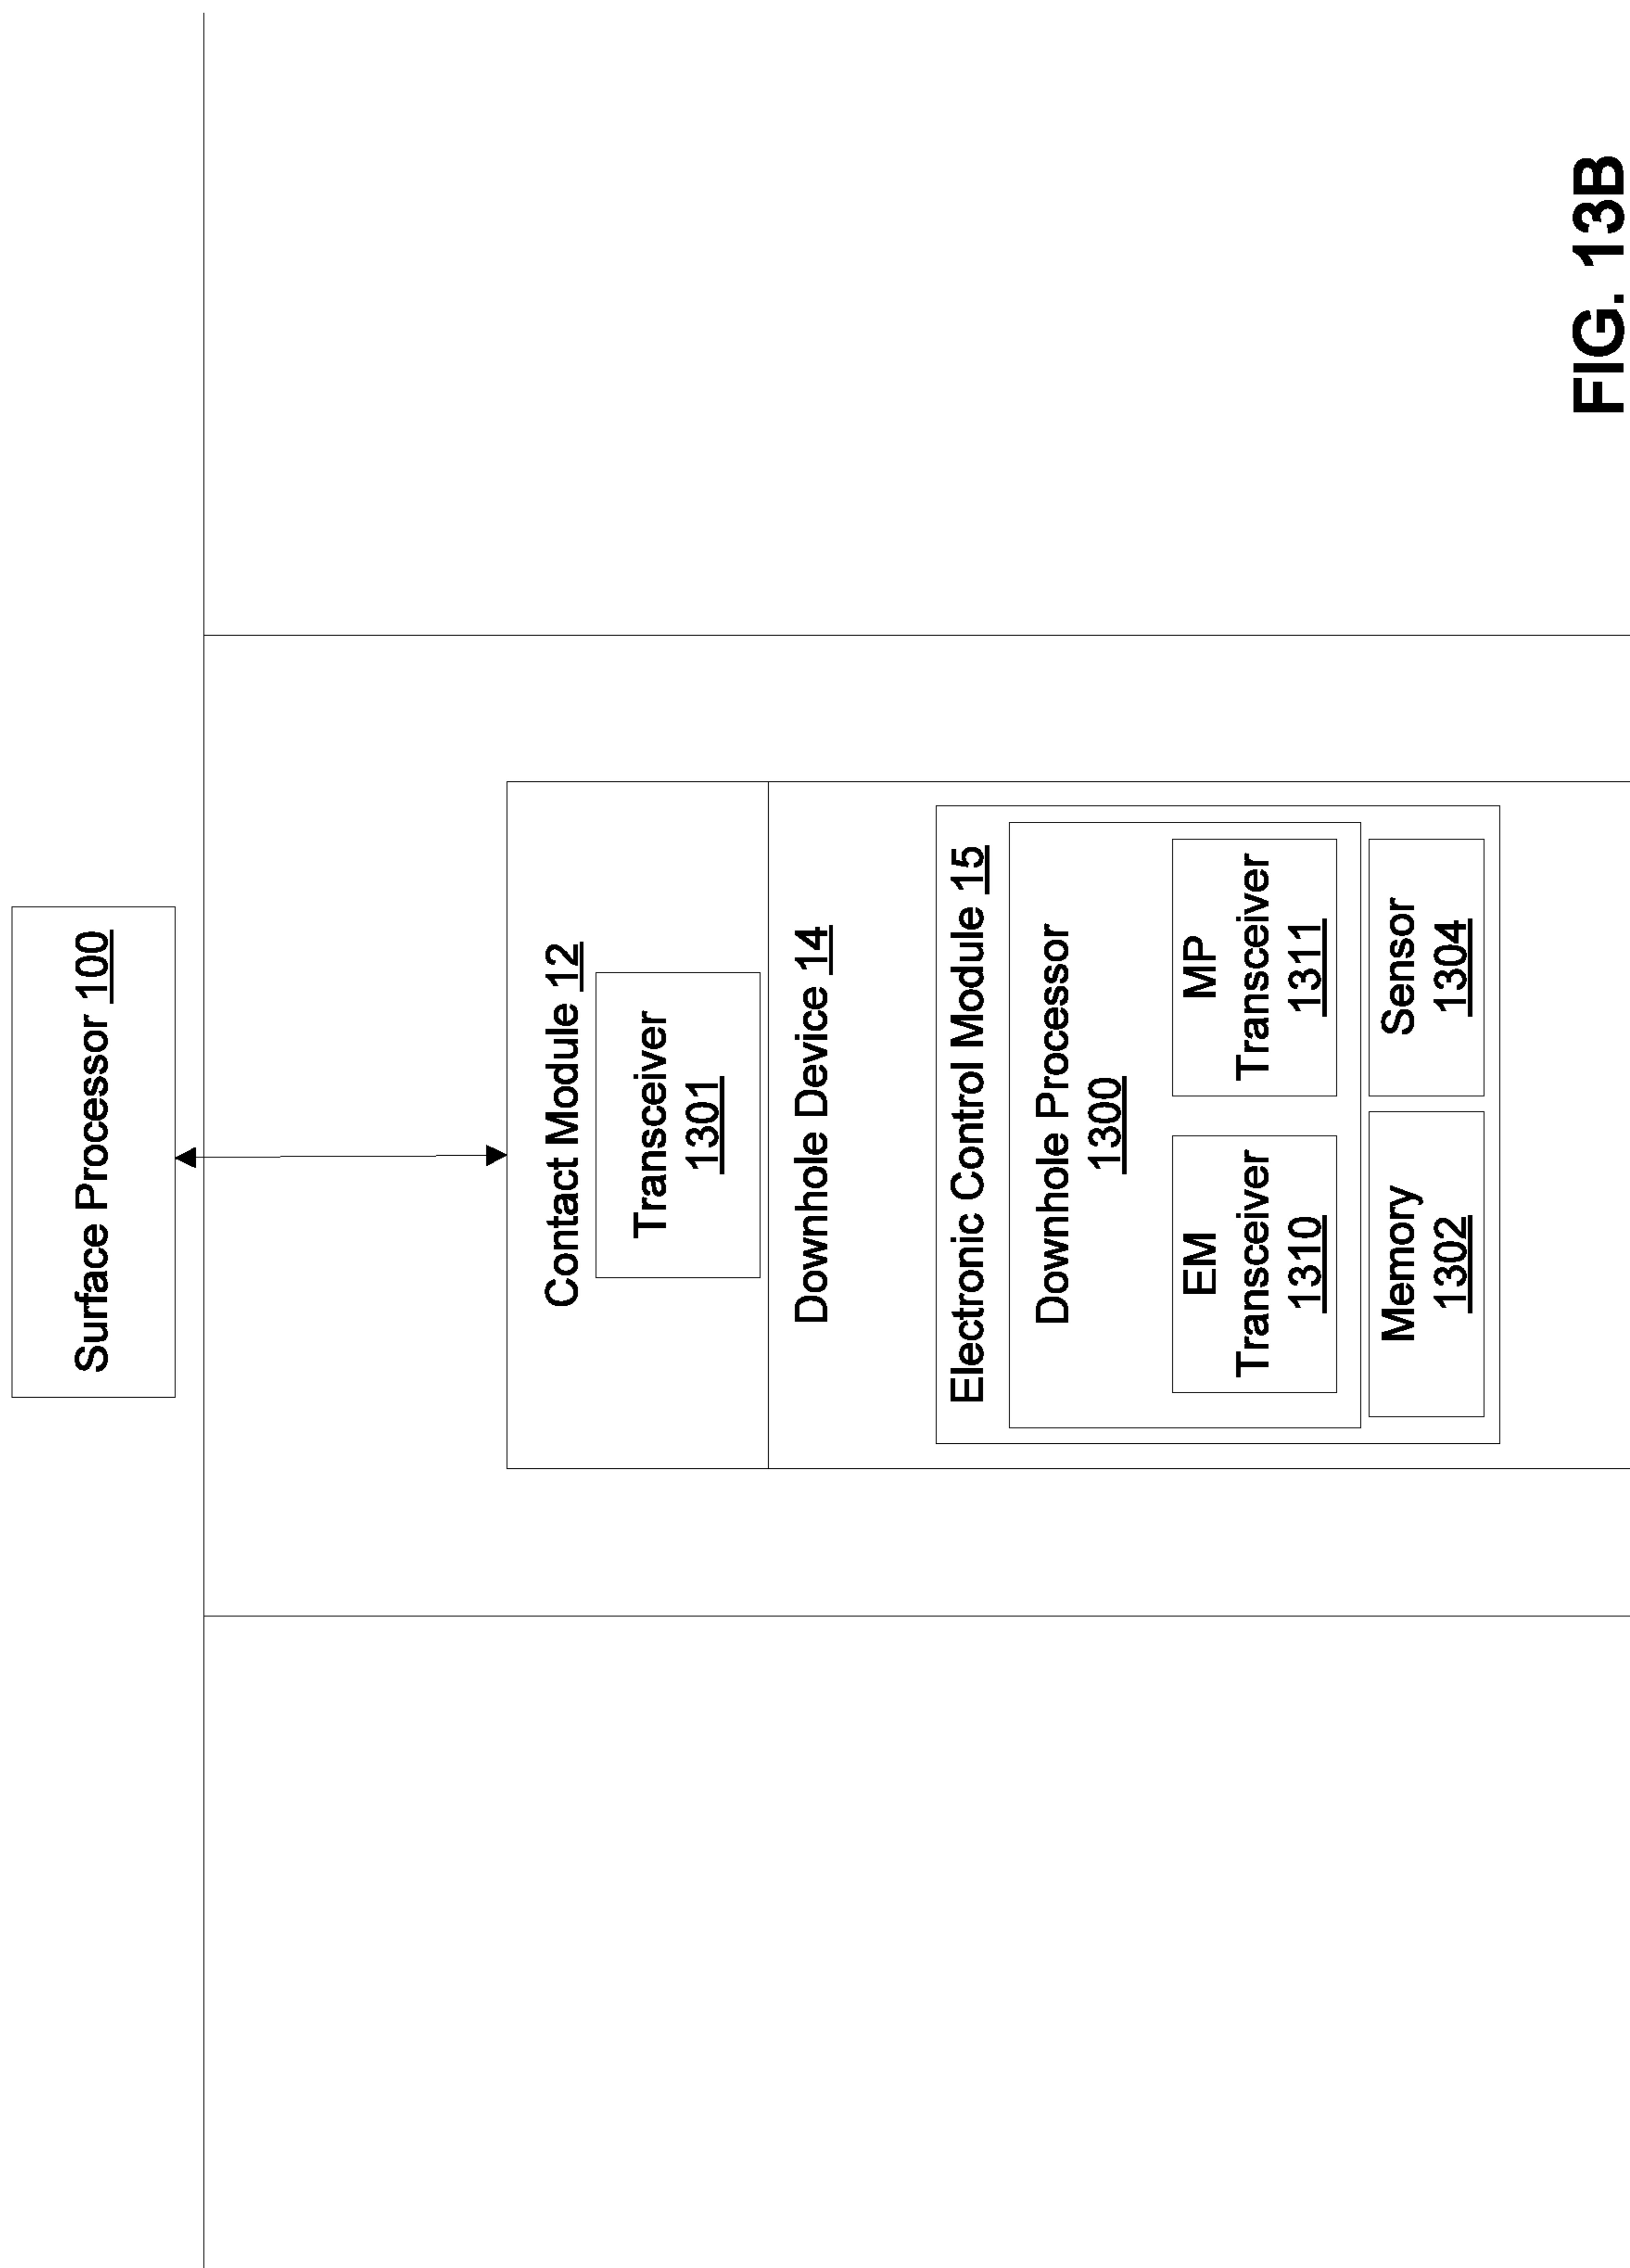 Surface Processor 100
Contact Module 12
Transceiver
1301
Downhole Device 14
Electronic Control Module 15
Downhole Processor
1300
EM
Transceiver
1310
MP
Transceiver
1311
Memory
1302
Sensor
1304
FIG. 13B